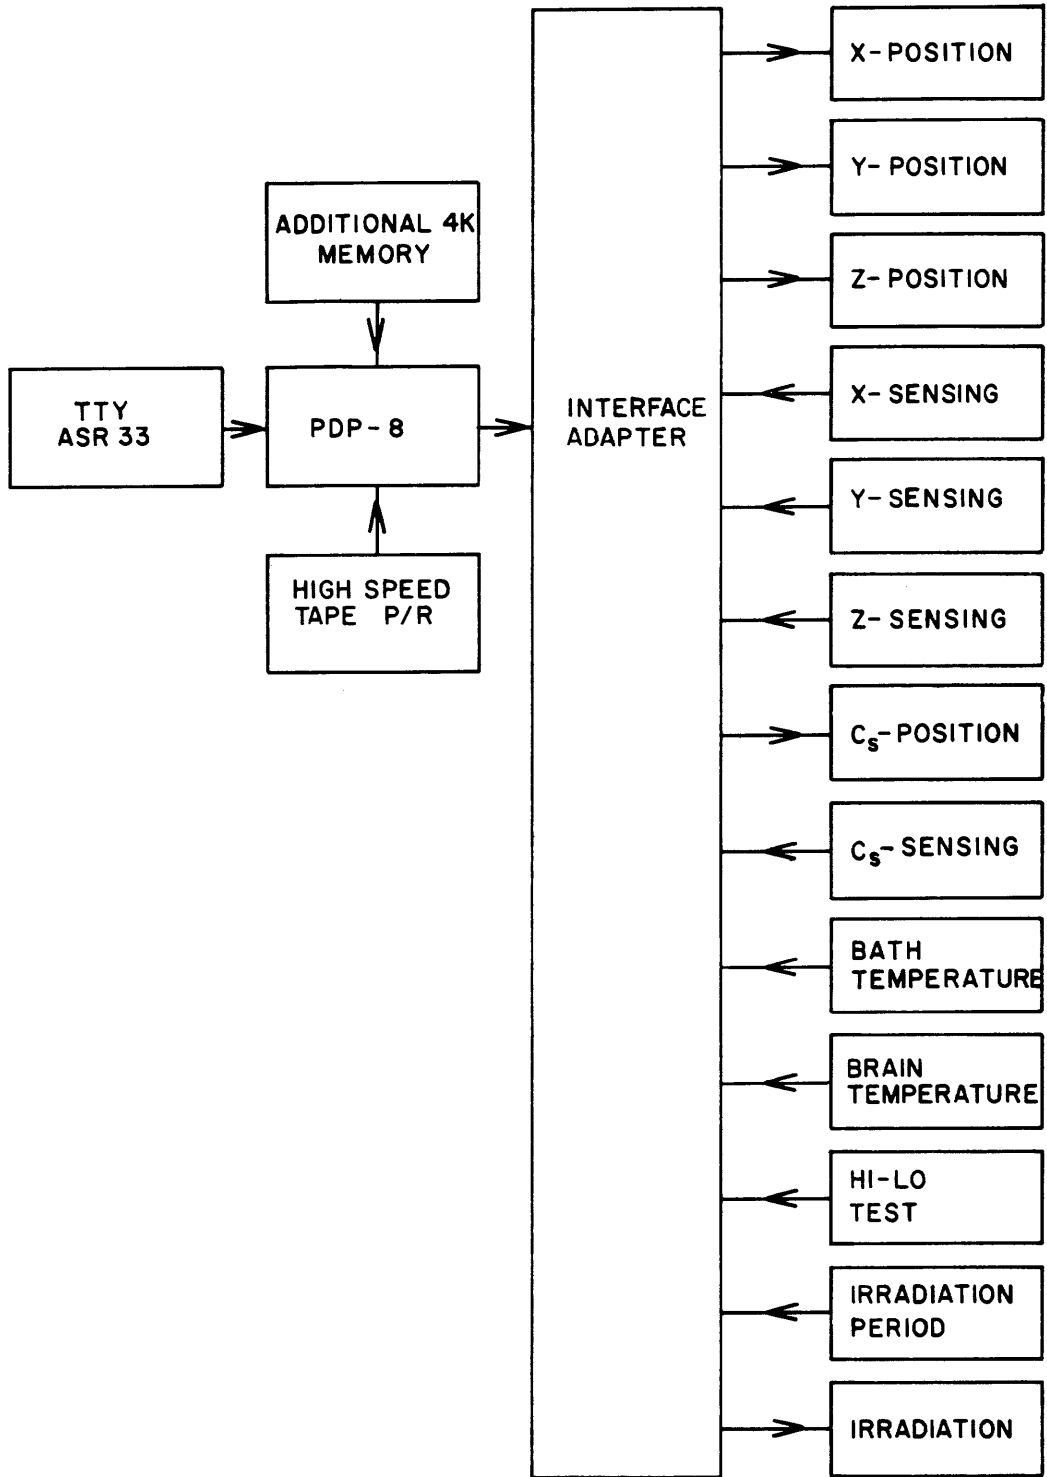 X-POSITION
Y-POSITION
ADDITIONAL 4K
MEMORY
Z-POSITION
TTY
ASR 33
PDP-8
INTERFACE
ADAPTER
X-SENSING
Y-SENSING
HIGH SPEED
TAPE P/R
Z-SENSING
Cs-POSITION
Cs-SENSING
BATH
TEMPERATURE
BRAIN
TEMPERATURE
HI-LO
TEST
IRRADIATION
PERIOD
IRRADIATION